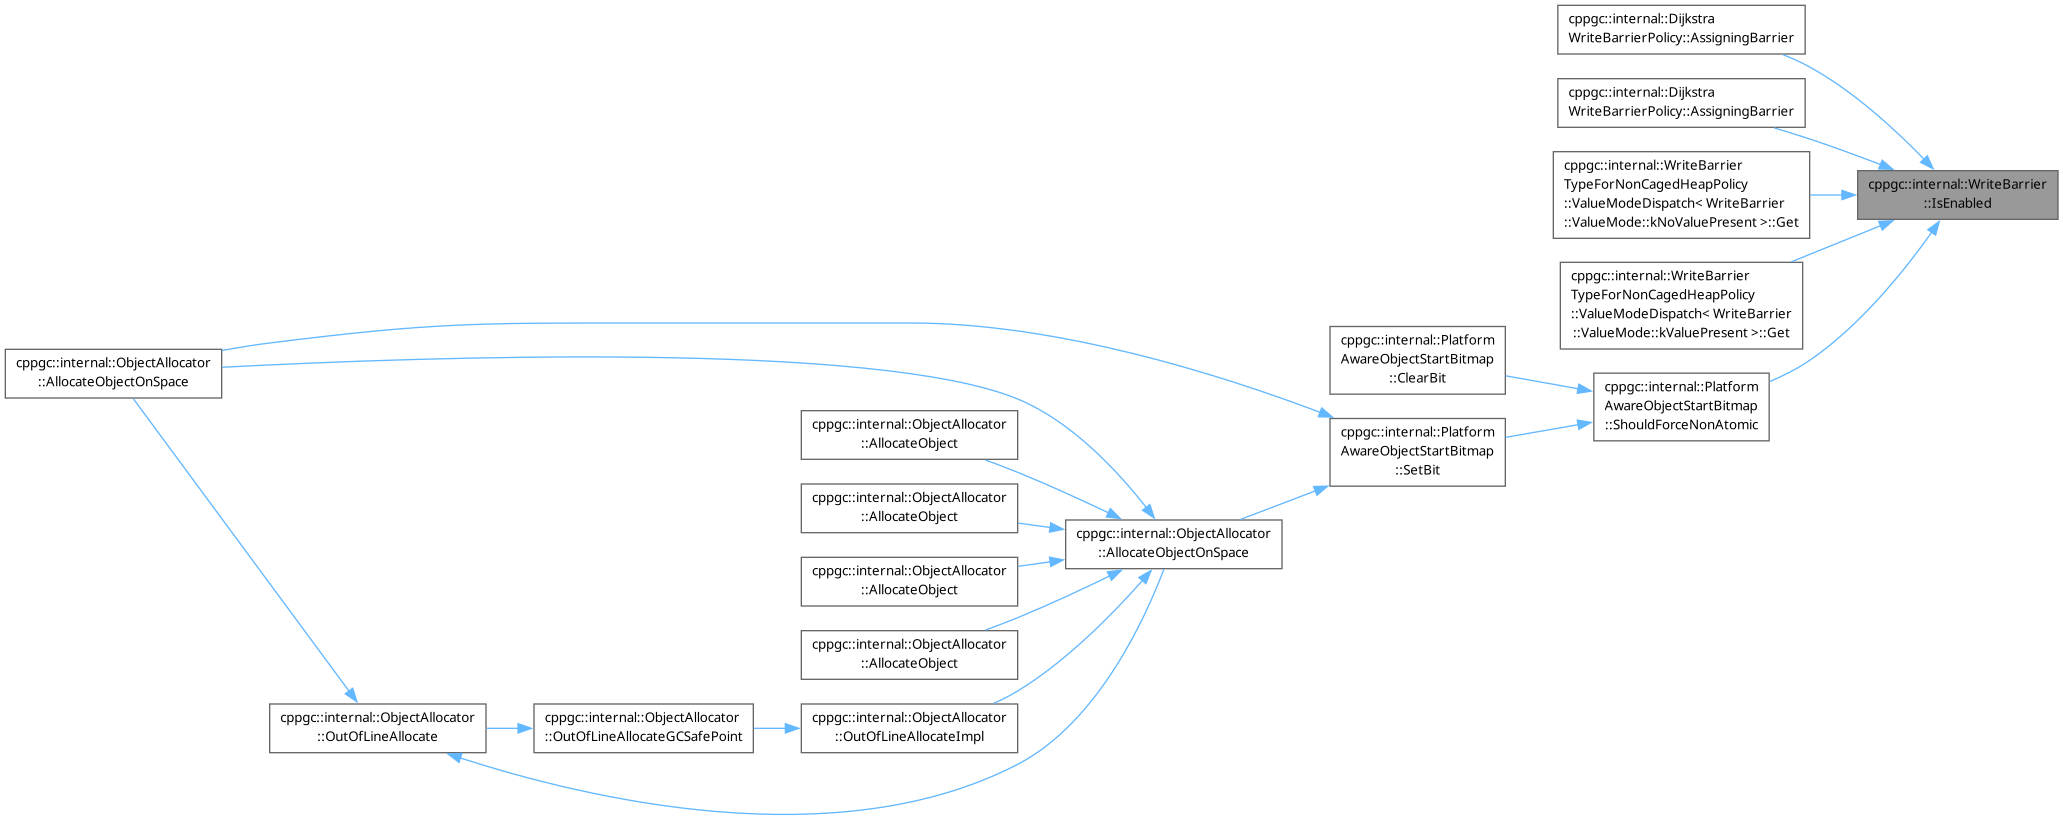 cppgc::internal::Dijkstra
WriteBarrierPolicy::AssigningBarrier
cppgc::internal::Dijkstra
WriteBarrierPolicy::AssigningBarrier
cppgc::internal::WriteBarrier
TypeForNonCagedHeapPolicy
::ValueModeDispatch< WriteBarrier
::ValueMode::kNoValuePresent >::Get
cppgc::internal::WriteBarrier
::IsEnabled
cppgc::internal::WriteBarrier
TypeForNonCagedHeapPolicy
::ValueModeDispatch< WriteBarrier
::ValueMode::kValuePresent >::Get
cppgc::internal::Platform
AwareObjectStartBitmap
::ClearBit
cppgc::internal::ObjectAllocator
::AllocateObjectOnSpace
cppgc::internal::Platform
AwareObjectStartBitmap
::ShouldForceNonAtomic
cppgc::internal::ObjectAllocator
::AllocateObject
cppgc::internal::Platform
AwareObjectStartBitmap
::SetBit
cppgc::internal::ObjectAllocator
::AllocateObject
cppgc::internal::ObjectAllocator
::AllocateObjectOnSpace
cppgc::internal::ObjectAllocator
::AllocateObject
cppgc::internal::ObjectAllocator
::AllocateObject
cppgc::internal::ObjectAllocator
::OutOfLineAllocate
cppgc::internal::ObjectAllocator
::OutOfLineAllocateGCSafePoint
cppgc::internal::ObjectAllocator
::OutOfLineAllocateImpl